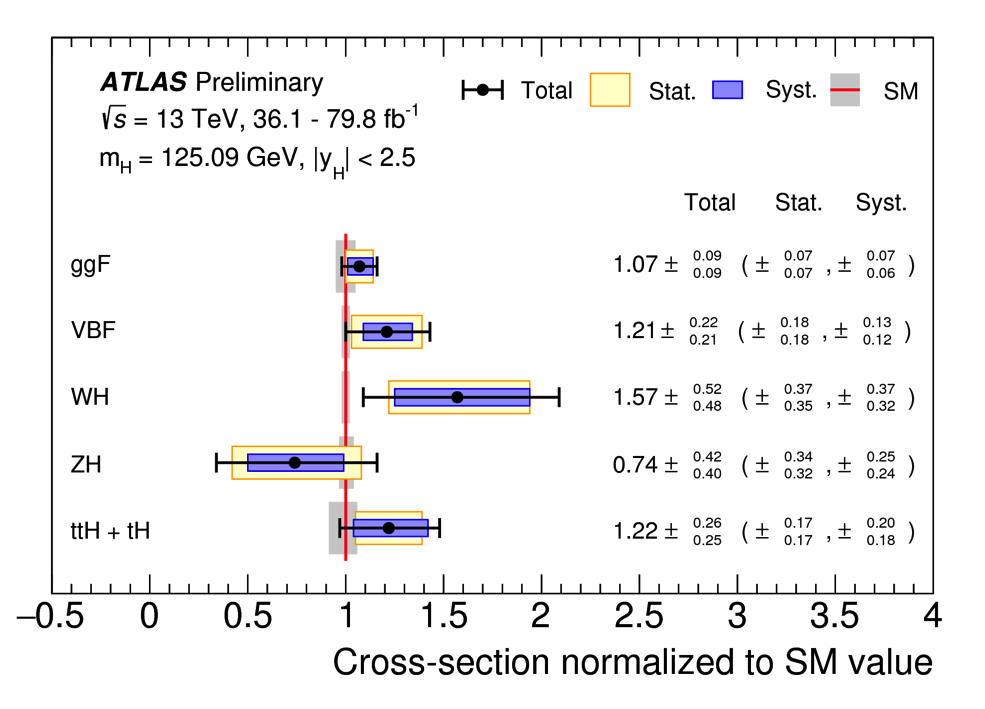 ATLAS Preliminary
Total Stat. Syst. SM
√s = 13 TeV, 36.1 - 79.8 fb⁻¹
m_H = 125.09 GeV, |y_H| < 2.5
Total Stat. Syst.
ggF 1.07 ± 0.09 0.09 ( ± 0.07 0.07 , ± 0.07 0.06 )
VBF 1.21 ± 0.22 0.21 ( ± 0.18 0.18 , ± 0.13 0.12 )
WH 1.57 ± 0.52 0.48 ( ± 0.37 0.35 , ± 0.37 0.32 )
ZH 0.74 ± 0.42 0.40 ( ± 0.34 0.32 , ± 0.25 0.24 )
ttH + tH 1.22 ± 0.26 0.25 ( ± 0.17 0.17 , ± 0.20 0.18 )
−0.5 0 0.5 1 1.5 2 2.5 3 3.5 4
Cross-section normalized to SM value